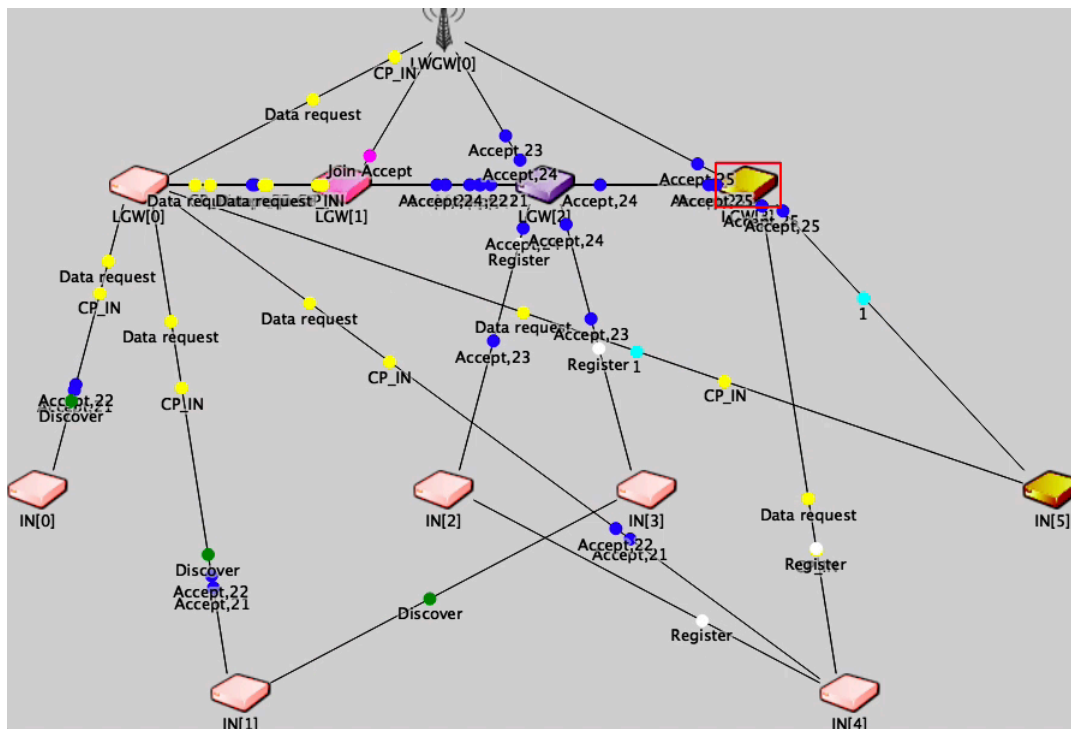 LWGW[0]
CP_IN
Data request
Accept,23
Join Accept
Accept,24
Accept,25
Data request
LGW[0]
LGW[1]
LGW[2]
Accept,24
Accept,25
Accept,24
Register
Data request
CP_IN
Data request
CP_IN
Data request
CP_IN
Data request
Accept,23
Accept,23
Register
1
1
CP_IN
Accept,22
Discover
IN[0]
IN[2]
IN[3]
IN[5]
Data request
Register
Discover
Accept,22
Accept,21
Accept,22
Accept,21
Discover
Register
IN[1]
IN[4]